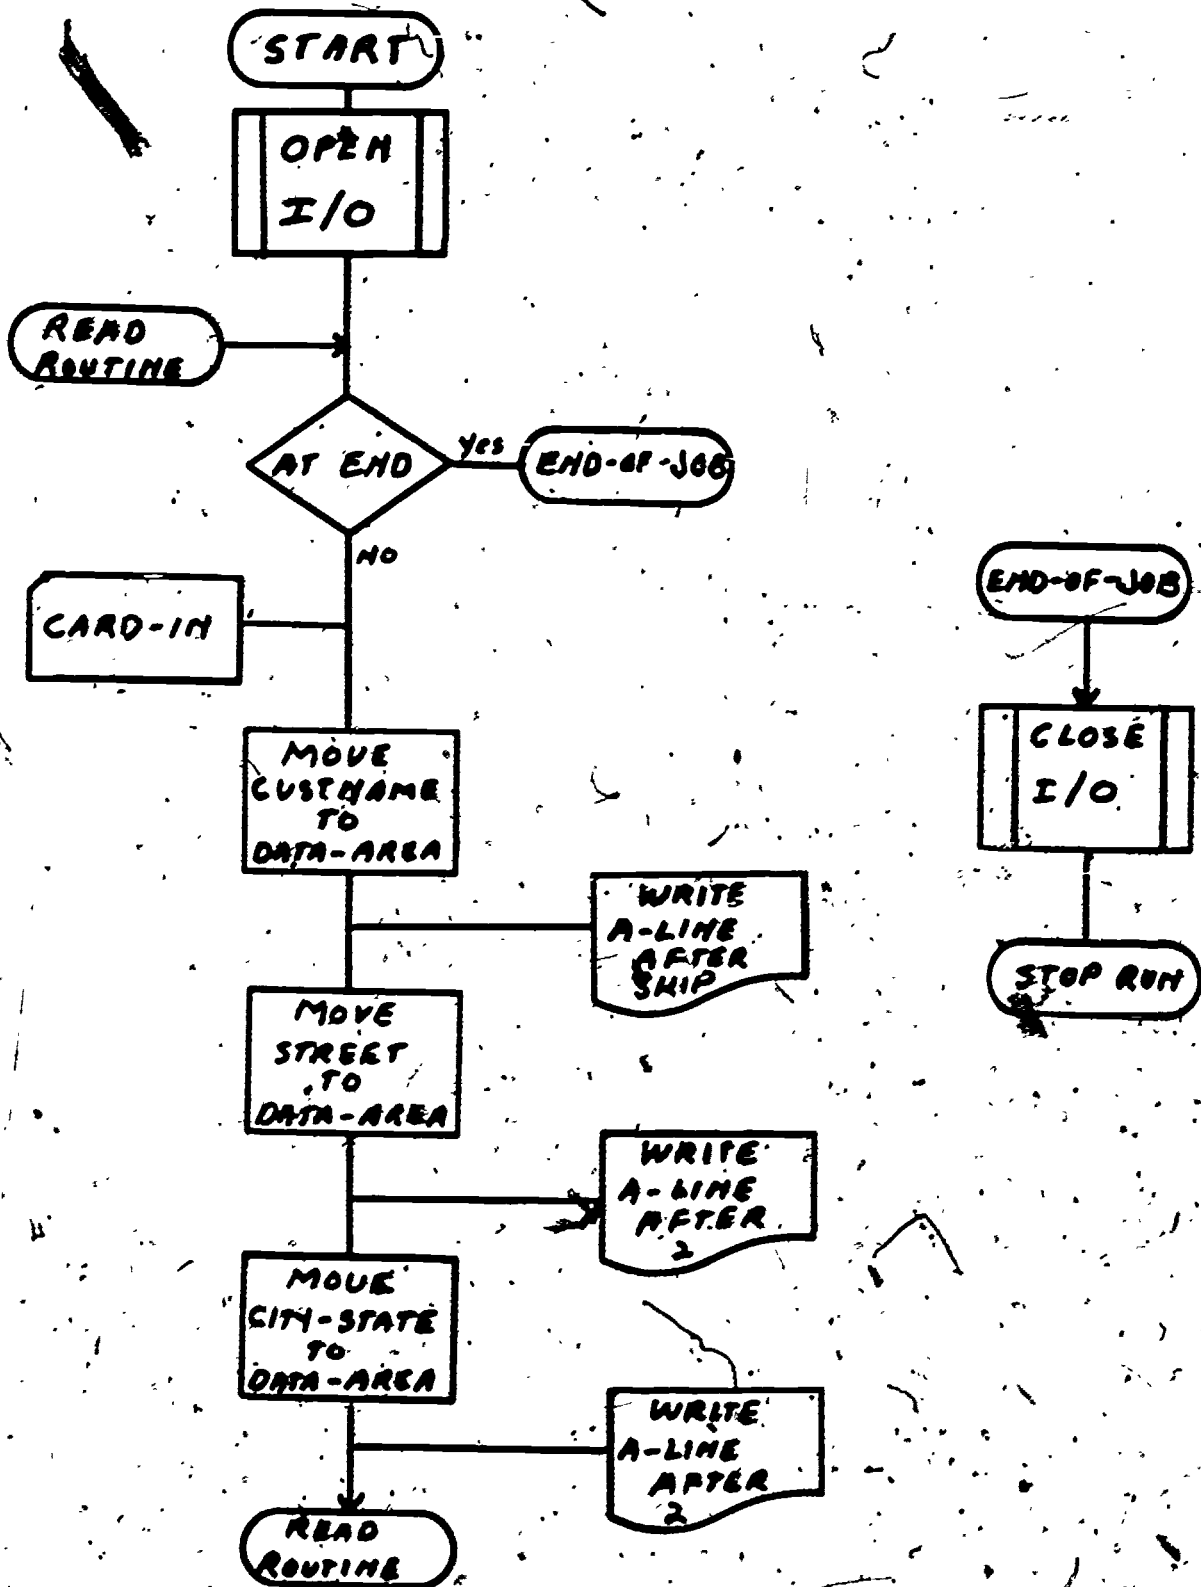 START
OPEN
I/O
READ
ROUTINE
AT END
Yes
END-OF-JOB
NO
CARD-IN
MOVE
CUSTNAME
TO
DATA-AREA
WRITE
A-LINE
AFTER
SKIP
MOVE
STREET
TO
DATA-AREA
WRITE
A-LINE
AFTER
2
MOVE
CITY-STATE
TO
DATA-AREA
WRITE
A-LINE
AFTER
2
READ
ROUTINE
END-OF-JOB
CLOSE
I/O
STOP RUN